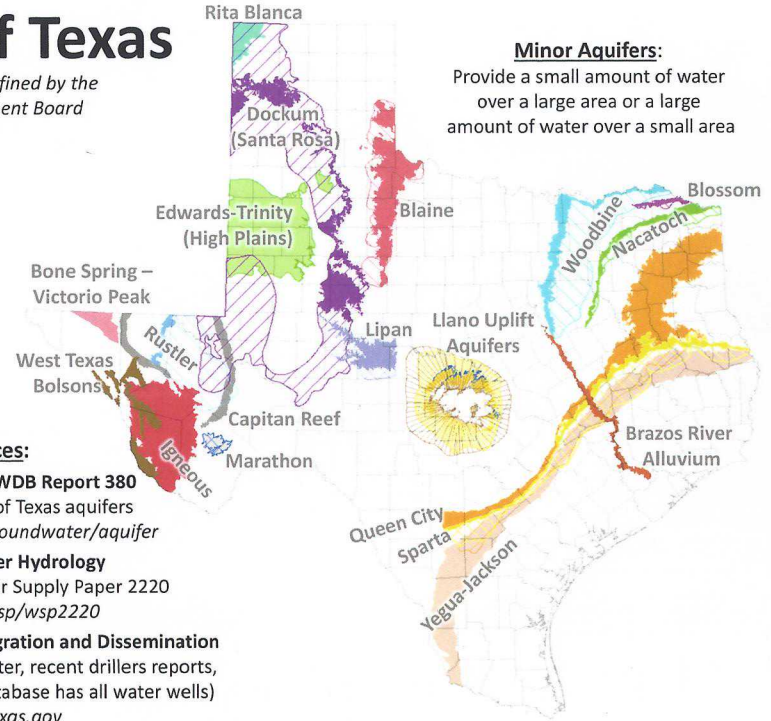 f Texas
fined by the
ent Board
Minor Aquifers:
Provide a small amount of water
over a large area or a large
amount of water over a small area
Rita Blanca
Dockum
(Santa Rosa)
Edwards-Trinity
(High Plains)
Blaine
Woodbine
Nacatoch
Blossom
Bone Spring –
Victorio Peak
Rustler
West Texas
Bolsons
Igneous
Capitan Reef
Marathon
Lipan
Llano Uplift
Aquifers
Brazos River
Alluvium
Queen City
Sparta
Yegua-Jackson
ces:
WDB Report 380
of Texas aquifers
oundwater/aquifer
er Hydrology
r Supply Paper 2220
sp/wsp2220
gration and Dissemination
ter, recent drillers reports,
tabase has all water wells)
xas.gov